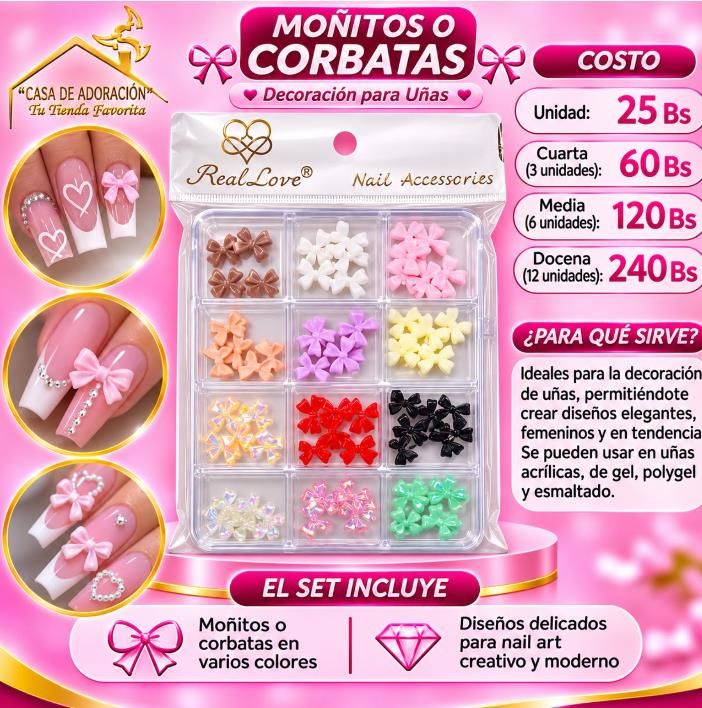 MOÑITOS O
CORBATAS
Decoración para Uñas
"CASA DE ADORACIÓN"
Tu Tienda Favorita
RealLove®
Nail Accessories
COSTO
Unidad: 25 Bs
Cuarta
(3 unidades): 60 Bs
Media
(6 unidades): 120 Bs
Docena
(12 unidades): 240 Bs
¿PARA QUÉ SIRVE?
Ideales para la decoración
de uñas, permitiéndote
crear diseños elegantes,
femeninos y en tendencia
Se pueden usar en uñas
acrílicas, de gel, polygel
y esmaltado.
EL SET INCLUYE
Moñitos o
corbatas en
varios colores
Diseños delicados
para nail art
creativo y moderno